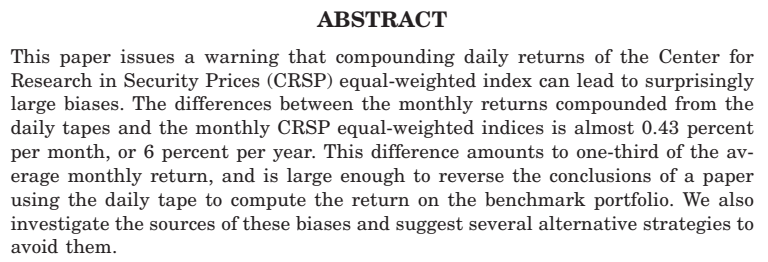 ABSTRACT
This paper issues a warning that compounding daily returns of the Center for
Research in Security Prices (CRSP) equal-weighted index can lead to surprisingly
large biases. The differences between the monthly returns compounded from the
daily tapes and the monthly CRSP equal-weighted indices is almost 0.43 percent
per month, or 6 percent per year. This difference amounts to one-third of the av-
erage monthly return, and is large enough to reverse the conclusions of a paper
using the daily tape to compute the return on the benchmark portfolio. We also
investigate the sources of these biases and suggest several alternative strategies to
avoid them.